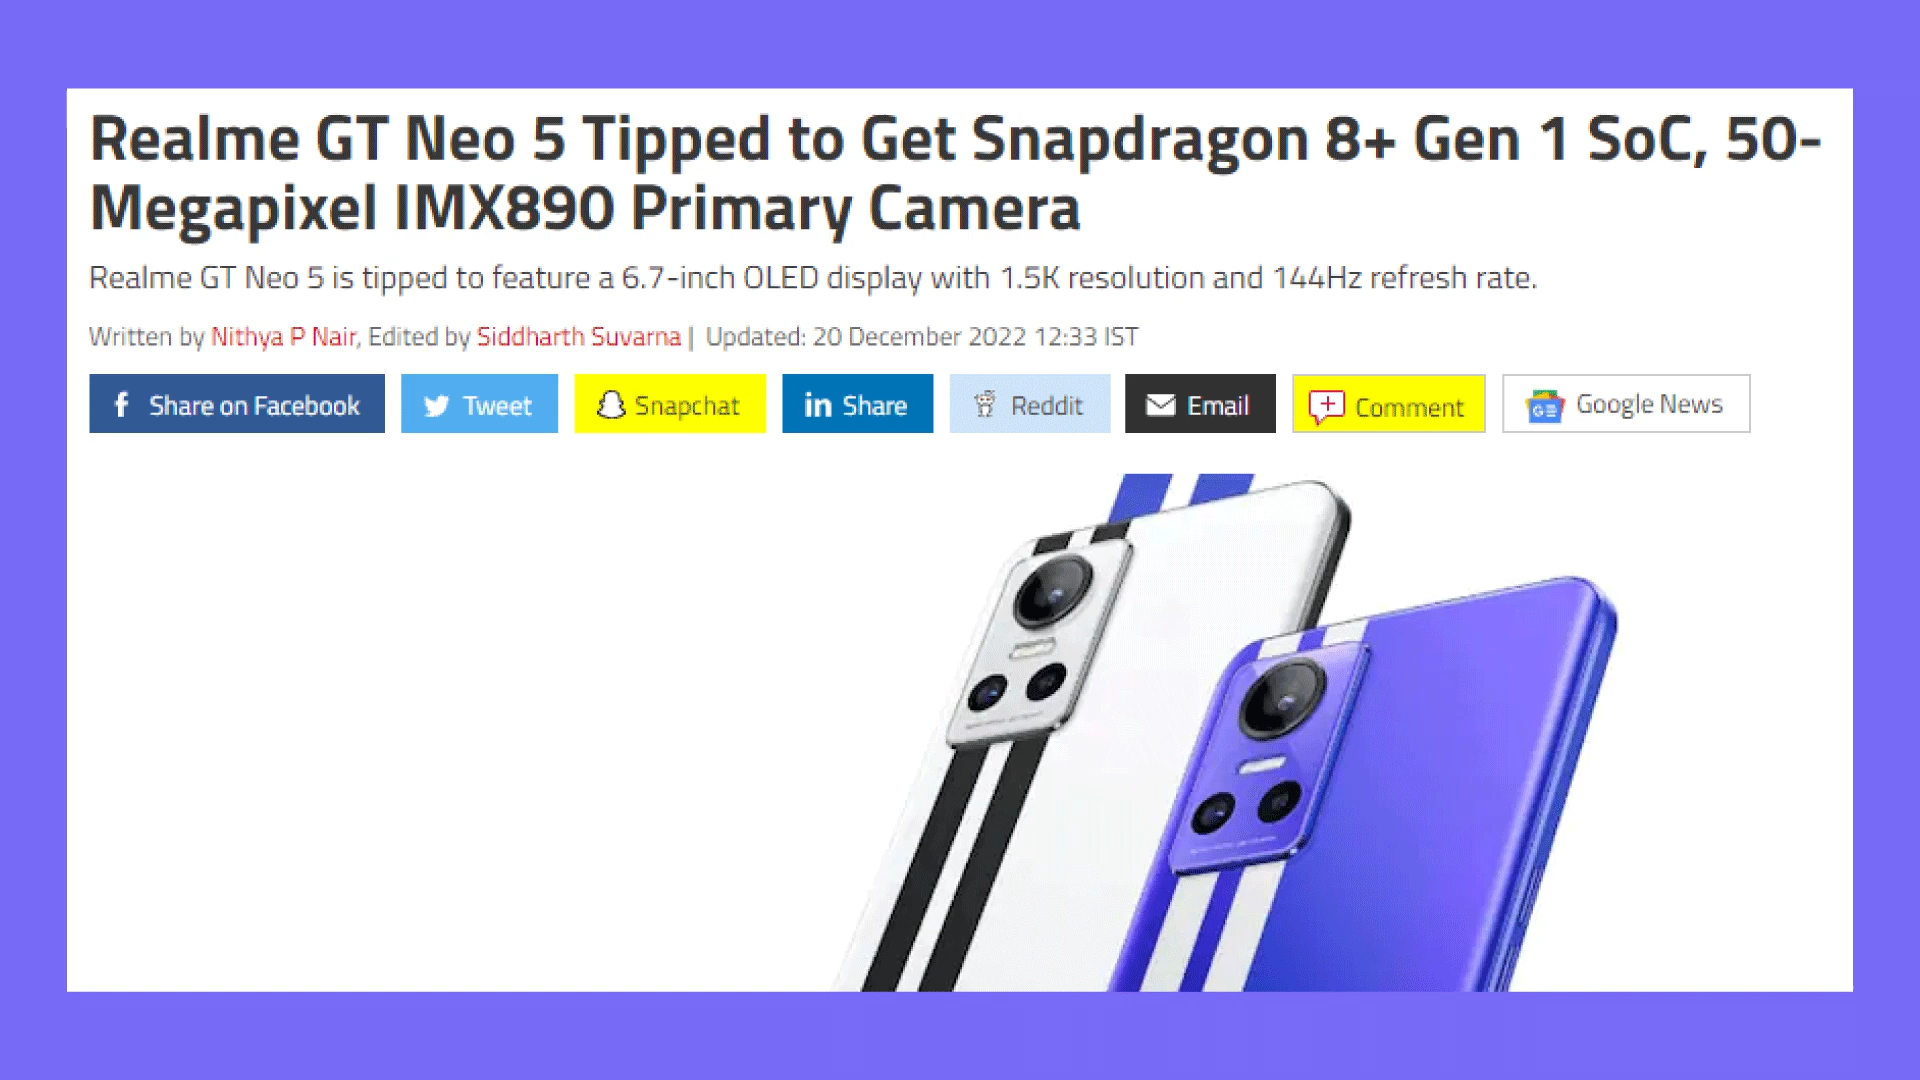 Realme GT Neo 5 Tipped to Get Snapdragon 8+ Gen 1 SoC, 50-
Megapixel IMX890 Primary Camera
Realme GT Neo 5 is tipped to feature a 6.7-inch OLED display with 1.5K resolution and 144Hz refresh rate.
Written by Nithya P Nair, Edited by Siddharth Suvarna | Updated: 20 December 2022 12:33 IST
f Share on Facebook Tweet Snapchat in Share Reddit Email Comment GE Google News